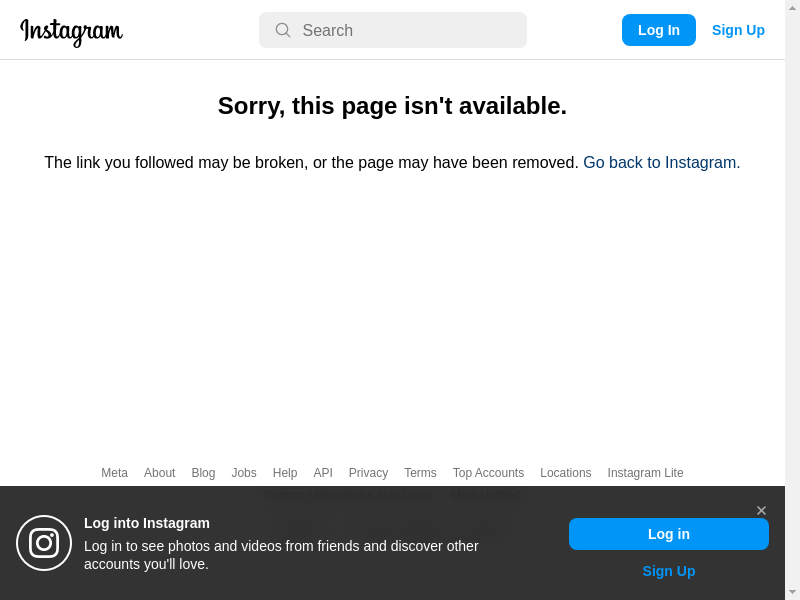 Instagram
Search
Log In
Sign Up
Sorry, this page isn't available.
The link you followed may be broken, or the page may have been removed. Go back to Instagram.
Meta About Blog Jobs Help API Privacy Terms Top Accounts Locations Instagram Lite
Log into Instagram
Log in to see photos and videos from friends and discover other
accounts you'll love.
Log in
Sign Up